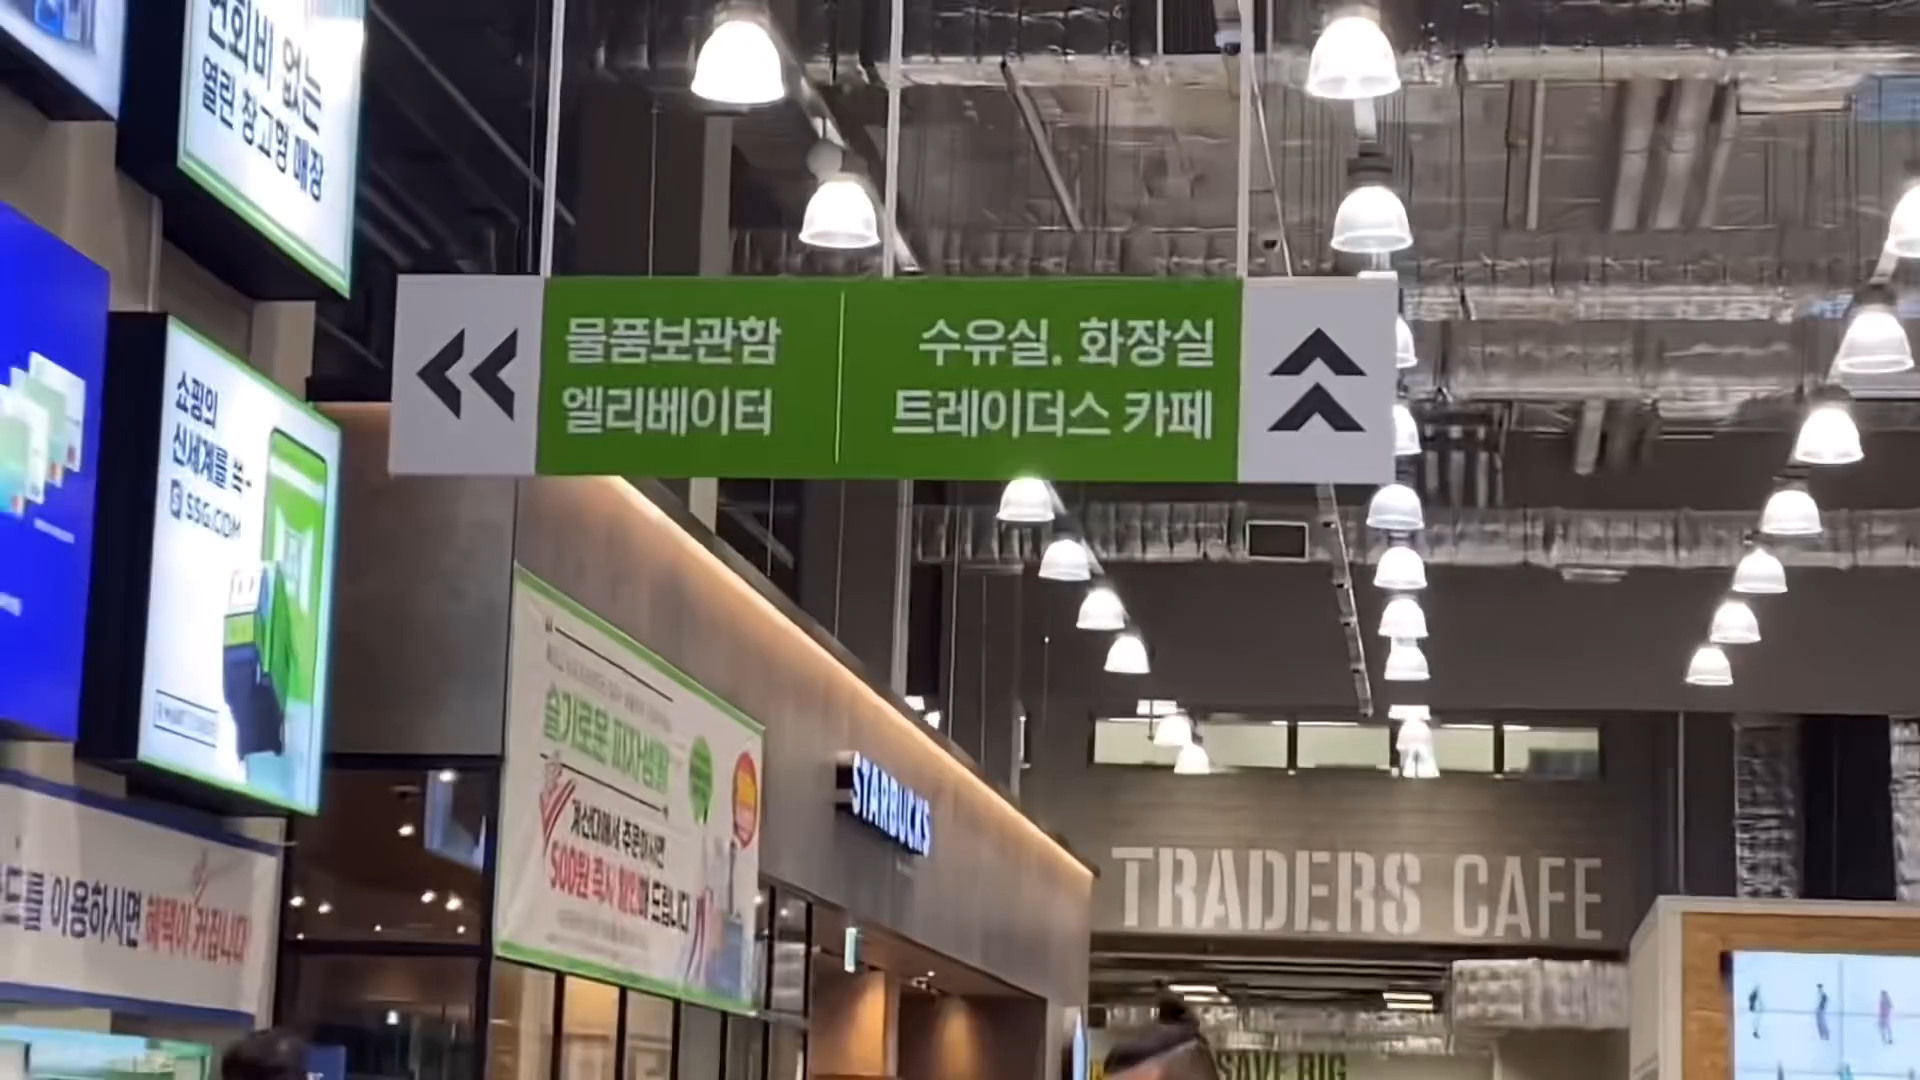 연회비 없는
열린 창고형 매장
물품보관함
엘리베이터
수유실. 화장실
트레이더스 카페
쇼핑의
신세계를 쓱-
SSG.COM
슬기로운 피자생활
계산대에서 주문하시면
500원 즉시 할인해 드립니다
STARBUCKS
TRADERS CAFE
이용하시면 혜택이 커집니다
SAVE BIG